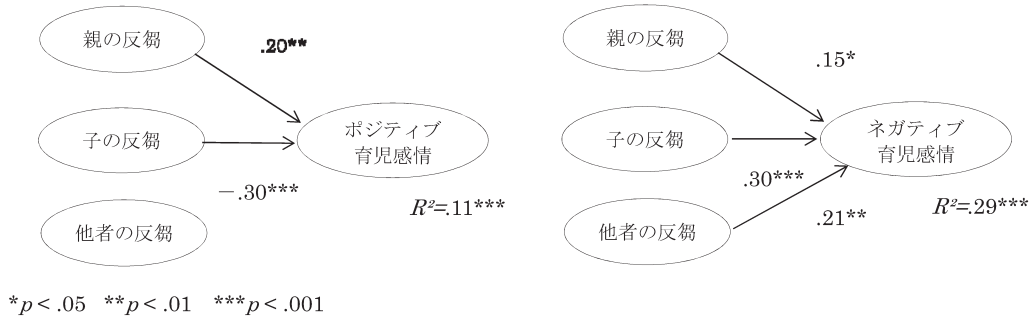 親の反芻
.20**
子の反芻
ポジティブ
育児感情
－.30***
R²=.11***
他者の反芻
親の反芻
.15*
子の反芻
ネガティブ
育児感情
.30***
.21**
R²=.29***
他者の反芻
*p < .05 **p < .01 ***p < .001